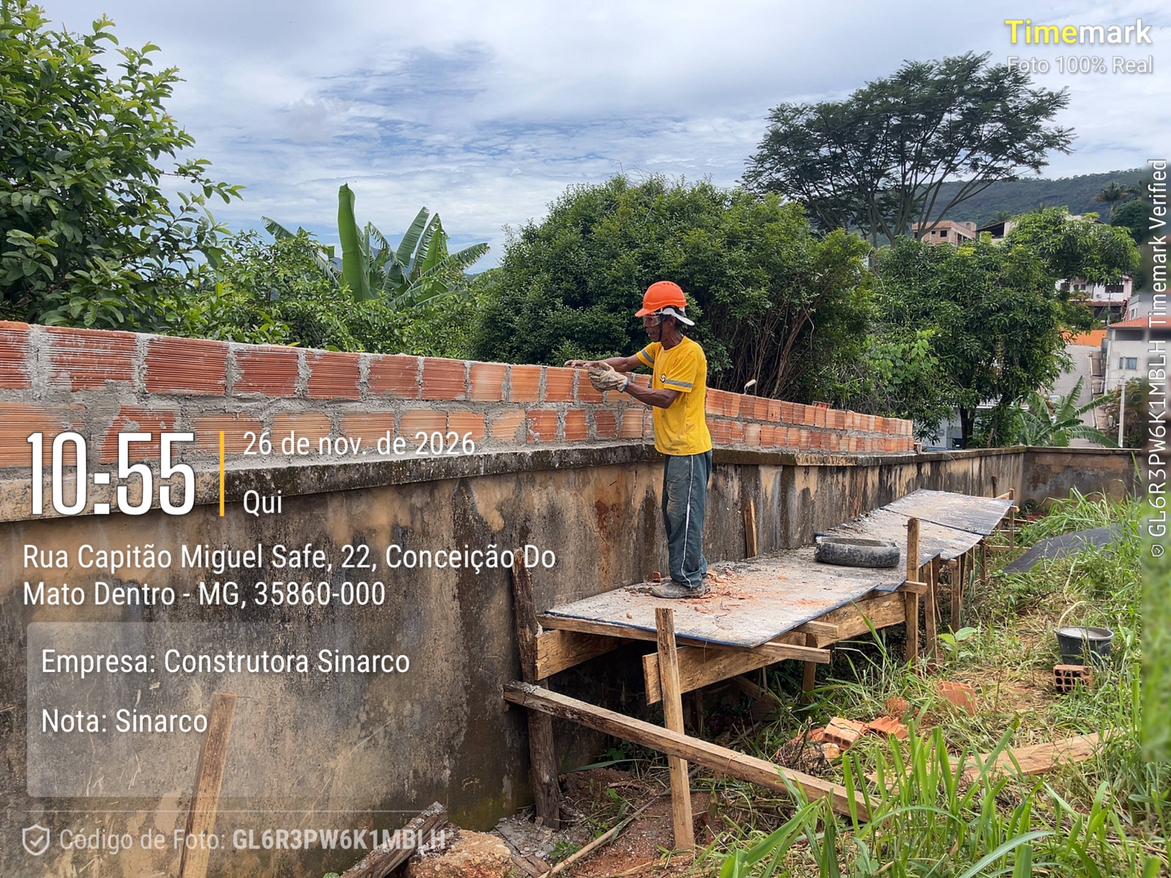 Timemark
Foto 100% Real
10:55
26 de nov. de 2026
Qui
Rua Capitão Miguel Safe, 22, Conceição Do
Mato Dentro - MG, 35860-000
Empresa: Construtora Sinarco
Nota: Sinarco
Código de Foto: GL6R3PW6K1MBLH
GL6R3PW6K1MBLH Timemark Verified